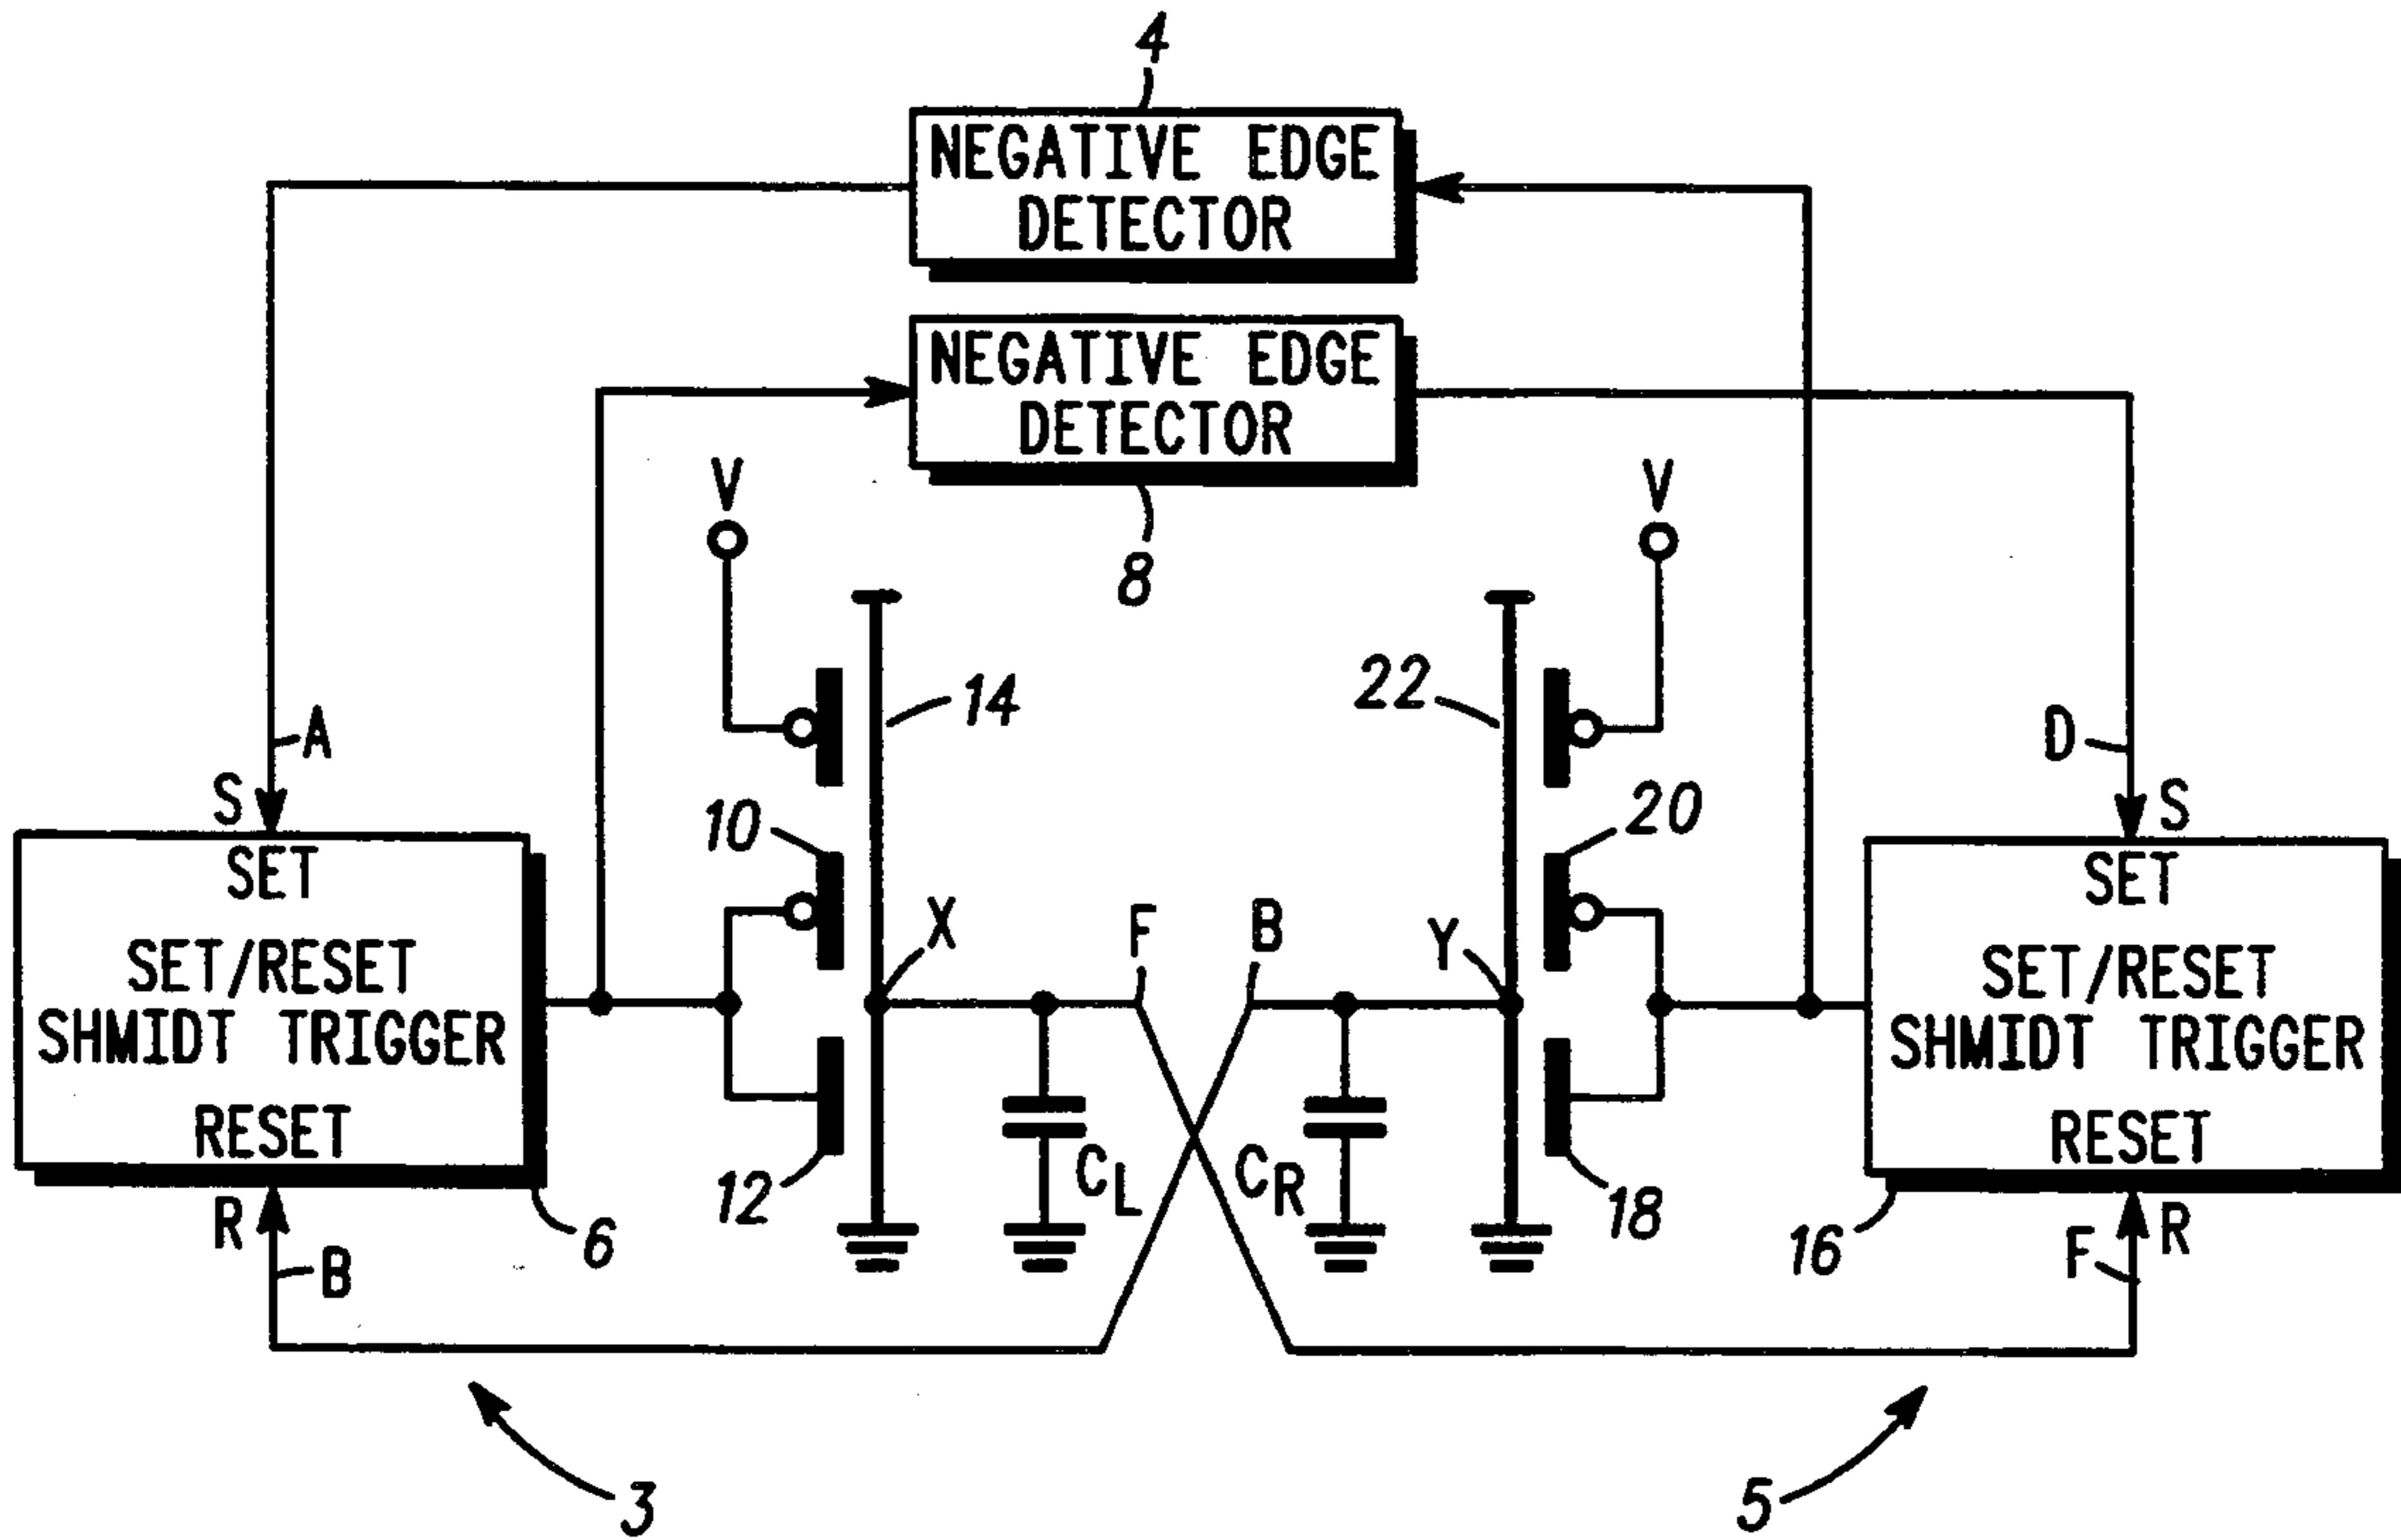 4
NEGATIVE EDGE
DETECTOR
NEGATIVE EDGE
DETECTOR
8
V
V
14
22
A
D
S
S
10
20
SET
SET/RESET
SHMIDT TRIGGER
RESET
X
F
B
Y
SET
SET/RESET
SHMIDT TRIGGER
RESET
12
CL
CR
18
R
B
6
16
F
R
3
5